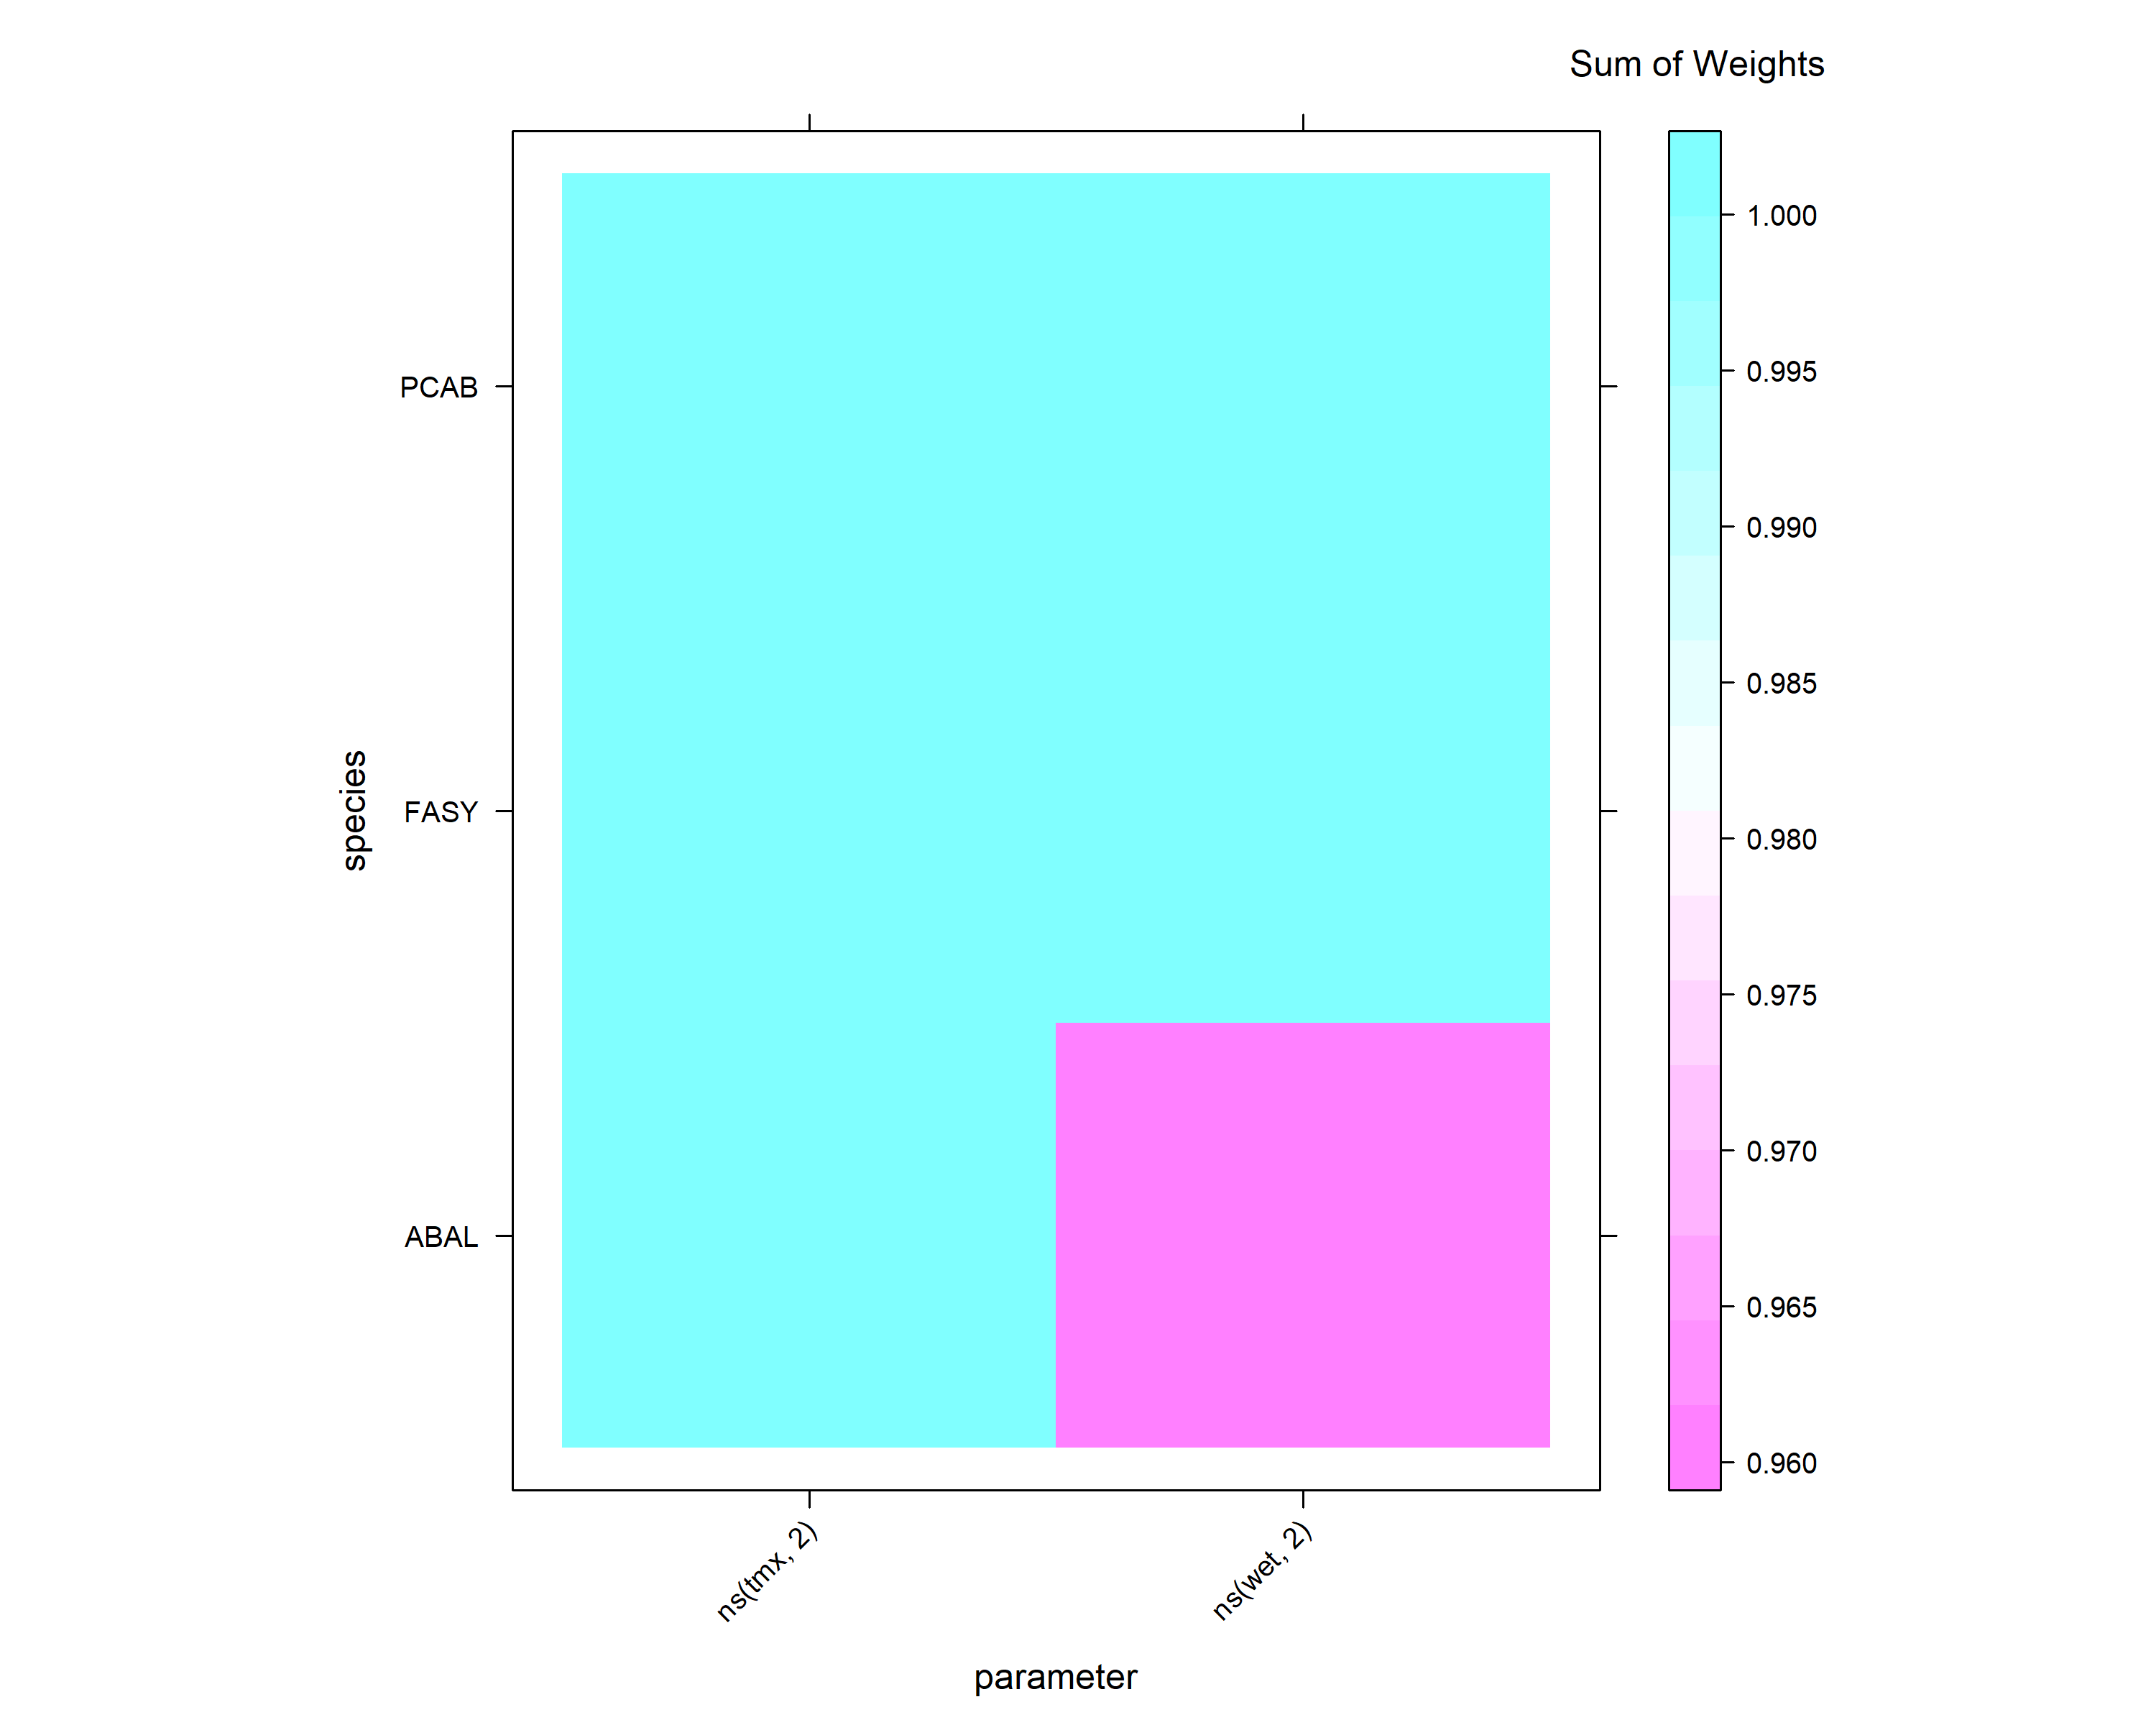 Sum of Weights
1.000
0.995
0.990
0.985
0.980
0.975
0.970
0.965
0.960
species
PCAB
FASY
ABAL
ns(tmx, 2)
ns(wet, 2)
parameter